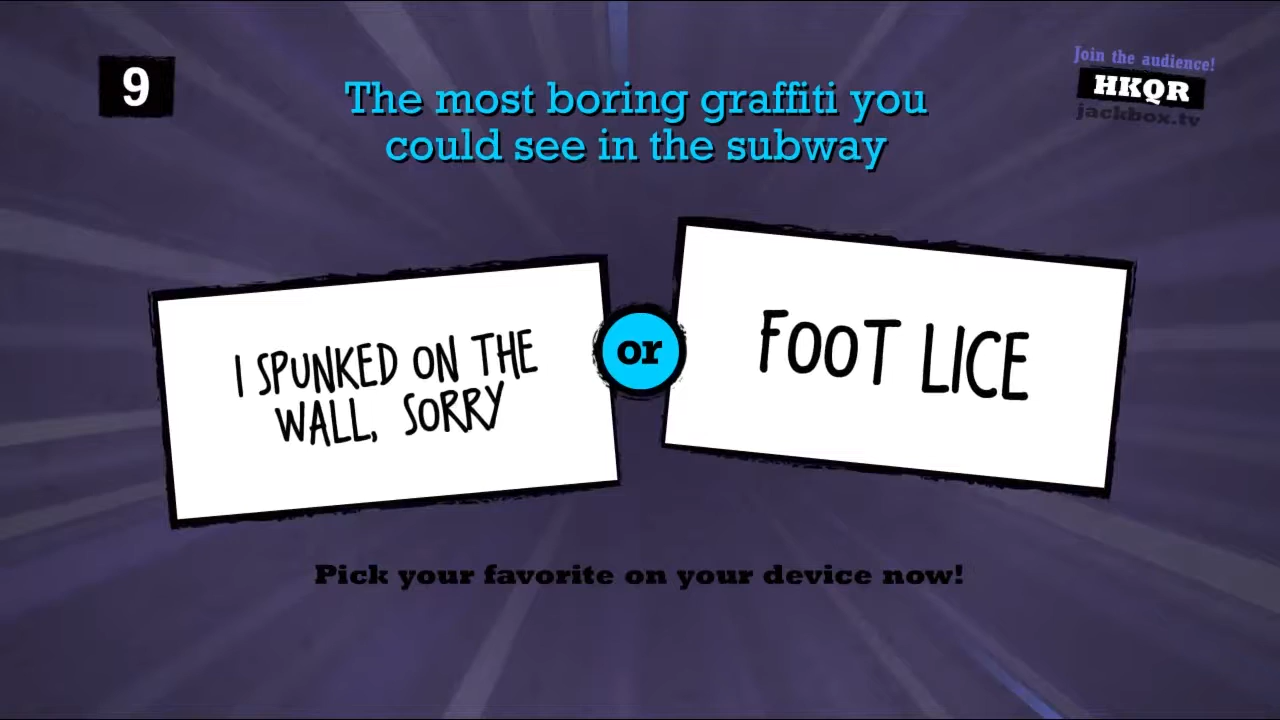 9
The most boring graffiti you
could see in the subway
Join the audience!
HKQR
jackbox.tv
I SPUNKED ON THE
WALL, SORRY
or
FOOT LICE
Pick your favorite on your device now!